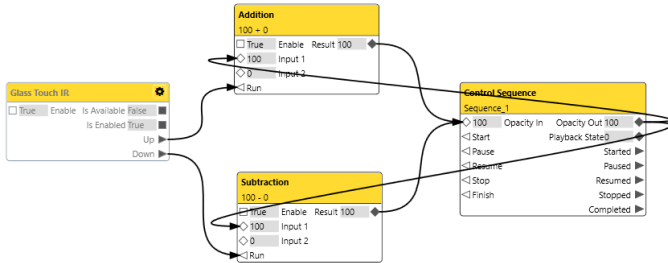 Addition
100 + 0
True Enable Result 100
100 Input 1
0 Input 2
Run
Glass Touch IR
True Enable Is Available False
Is Enabled True
Up
Down
Control Sequence
Sequence_1
100 Opacity In Opacity Out 100
Start Playback State 0
Pause Started
Resume Paused
Stop Resumed
Finish Stopped
Completed
Subtraction
100 - 0
True Enable Result 100
100 Input 1
0 Input 2
Run